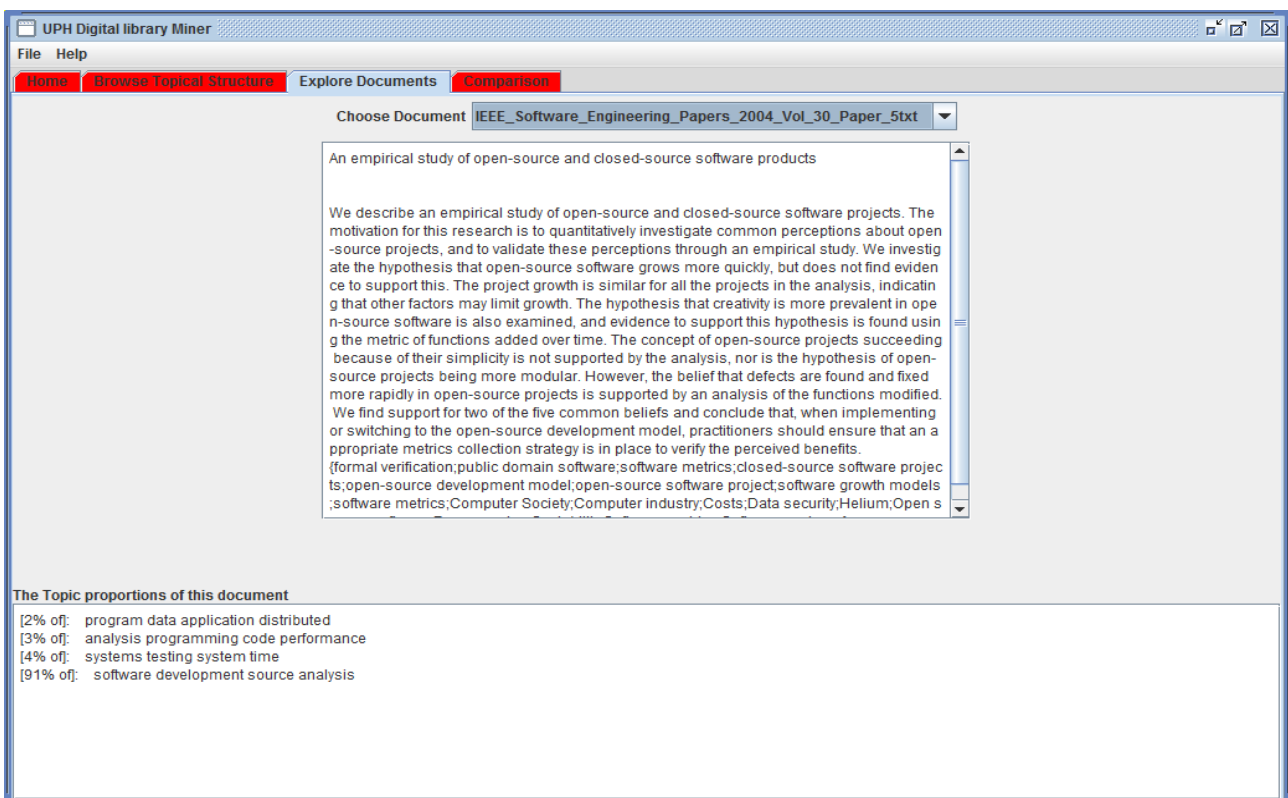 UPH Digital library Miner
File Help
Home Browse Topical Structure Explore Documents Comparison
Choose Document IEEE_Software_Engineering_Papers_2004_Vol_30_Paper_5txt
An empirical study of open-source and closed-source software products
We describe an empirical study of open-source and closed-source software projects. The
motivation for this research is to quantitatively investigate common perceptions about open
-source projects, and to validate these perceptions through an empirical study. We investig
ate the hypothesis that open-source software grows more quickly, but does not find eviden
ce to support this. The project growth is similar for all the projects in the analysis, indicatin
g that other factors may limit growth. The hypothesis that creativity is more prevalent in ope
n-source software is also examined, and evidence to support this hypothesis is found usin
g the metric of functions added over time. The concept of open-source projects succeeding
because of their simplicity is not supported by the analysis, nor is the hypothesis of open-
source projects being more modular. However, the belief that defects are found and fixed
more rapidly in open-source projects is supported by an analysis of the functions modified.
We find support for two of the five common beliefs and conclude that, when implementing
or switching to the open-source development model, practitioners should ensure that an a
ppropriate metrics collection strategy is in place to verify the perceived benefits.
{formal verification;public domain software;software metrics;closed-source software projec
ts;open-source development model;open-source software project;software growth models
;software metrics;Computer Society;Computer industry;Costs;Data security;Helium;Open s
The Topic proportions of this document
[2% of]: program data application distributed
[3% of]: analysis programming code performance
[4% of]: systems testing system time
[91% of]: software development source analysis